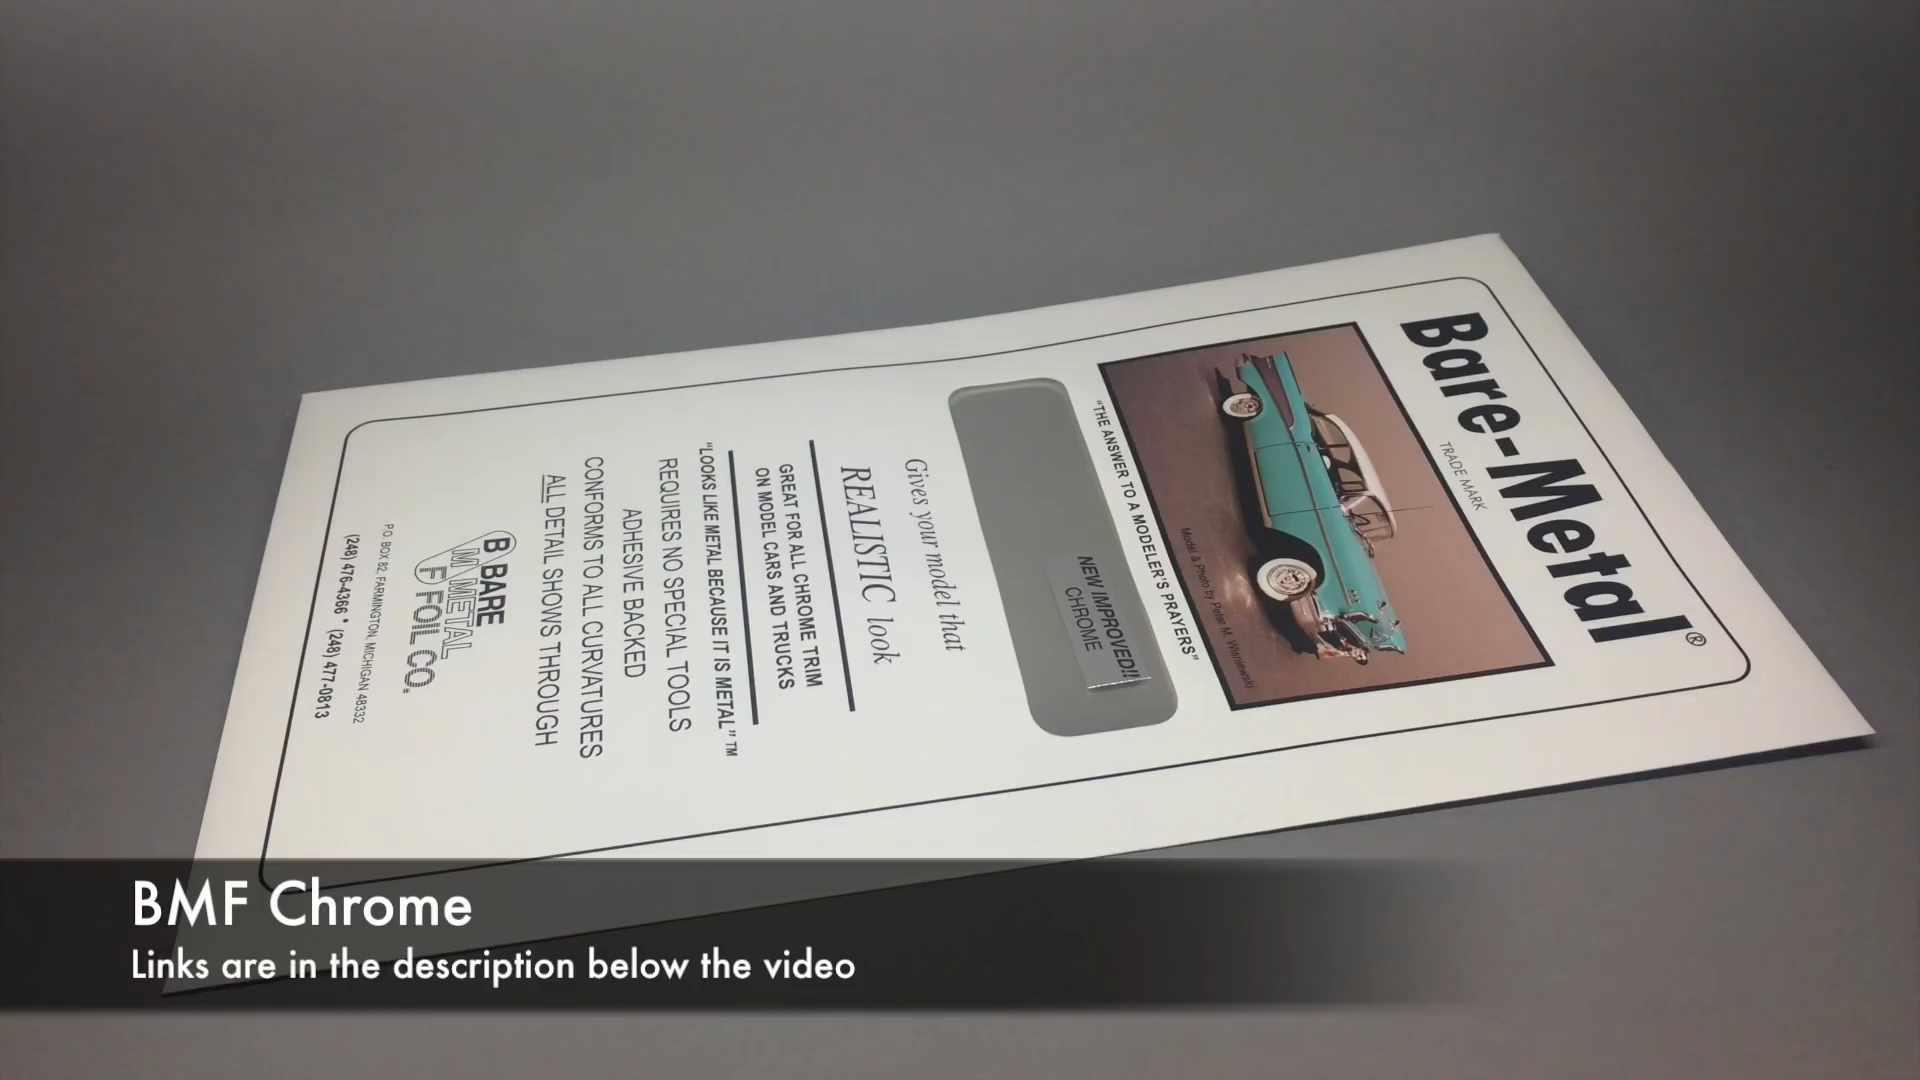 Bare-Metal®
TRADE MARK
Model & Photo by Peter M. Wisniewski
"THE ANSWER TO A MODELER'S PRAYERS"
NEW IMPROVED!!
CHROME
Gives your model that
REALISTIC look
GREAT FOR ALL CHROME TRIM
ON MODEL CARS AND TRUCKS
"LOOKS LIKE METAL BECAUSE IT IS METAL"™
REQUIRES NO SPECIAL TOOLS
ADHESIVE BACKED
CONFORMS TO ALL CURVATURES
ALL DETAIL SHOWS THROUGH
B BARE
M METAL
F FOIL CO.
P.O. BOX 82, FARMINGTON, MICHIGAN 48332
(248) 476-4366 * (248) 477-0813
BMF Chrome
Links are in the description below the video